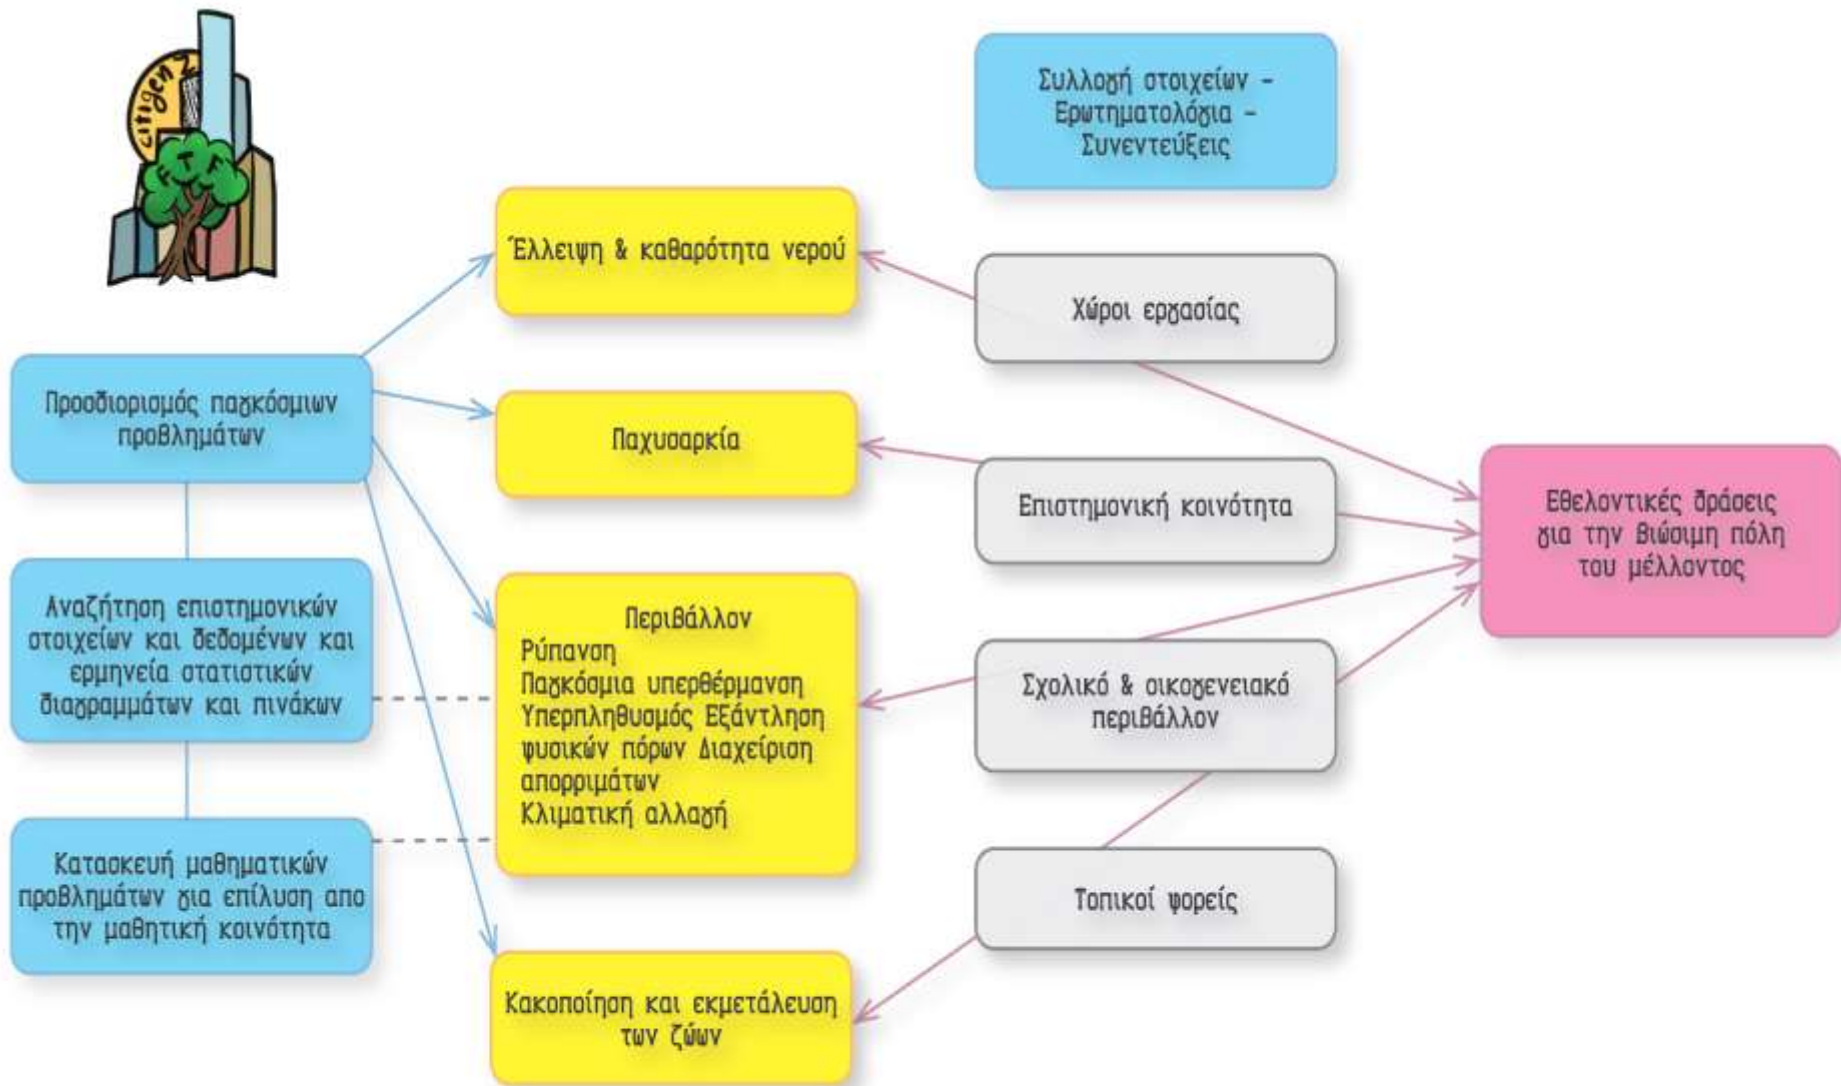 citigen Z
FTF
Συλλογή στοιχείων –
Ερωτηματολόγια –
Συνεντεύξεις
Έλλειψη & καθαρότητα νερού
Χώροι εργασίας
Προσδιορισμός παγκόσμιων
προβλημάτων
Παχυσαρκία
Επιστημονική κοινότητα
Εθελοντικές δράσεις
για την βιώσιμη πόλη
του μέλλοντος
Αναζήτηση επιστημονικών
στοιχείων και δεδομένων και
ερμηνεία στατιστικών
διαγραμμάτων και πινάκων
Περιβάλλον
Ρύπανση
Παγκόσμια υπερθέρμανση
Υπερπληθυσμός Εξάντληση
φυσικών πόρων Διαχείριση
απορριμάτων
Κλιματική αλλαγή
Σχολικό & οικογενειακό
περιβάλλον
Κατασκευή μαθηματικών
προβλημάτων για επίλυση απο
την μαθητική κοινότητα
Τοπικοί φορείς
Κακοποίηση και εκμετάλευση
των ζώων